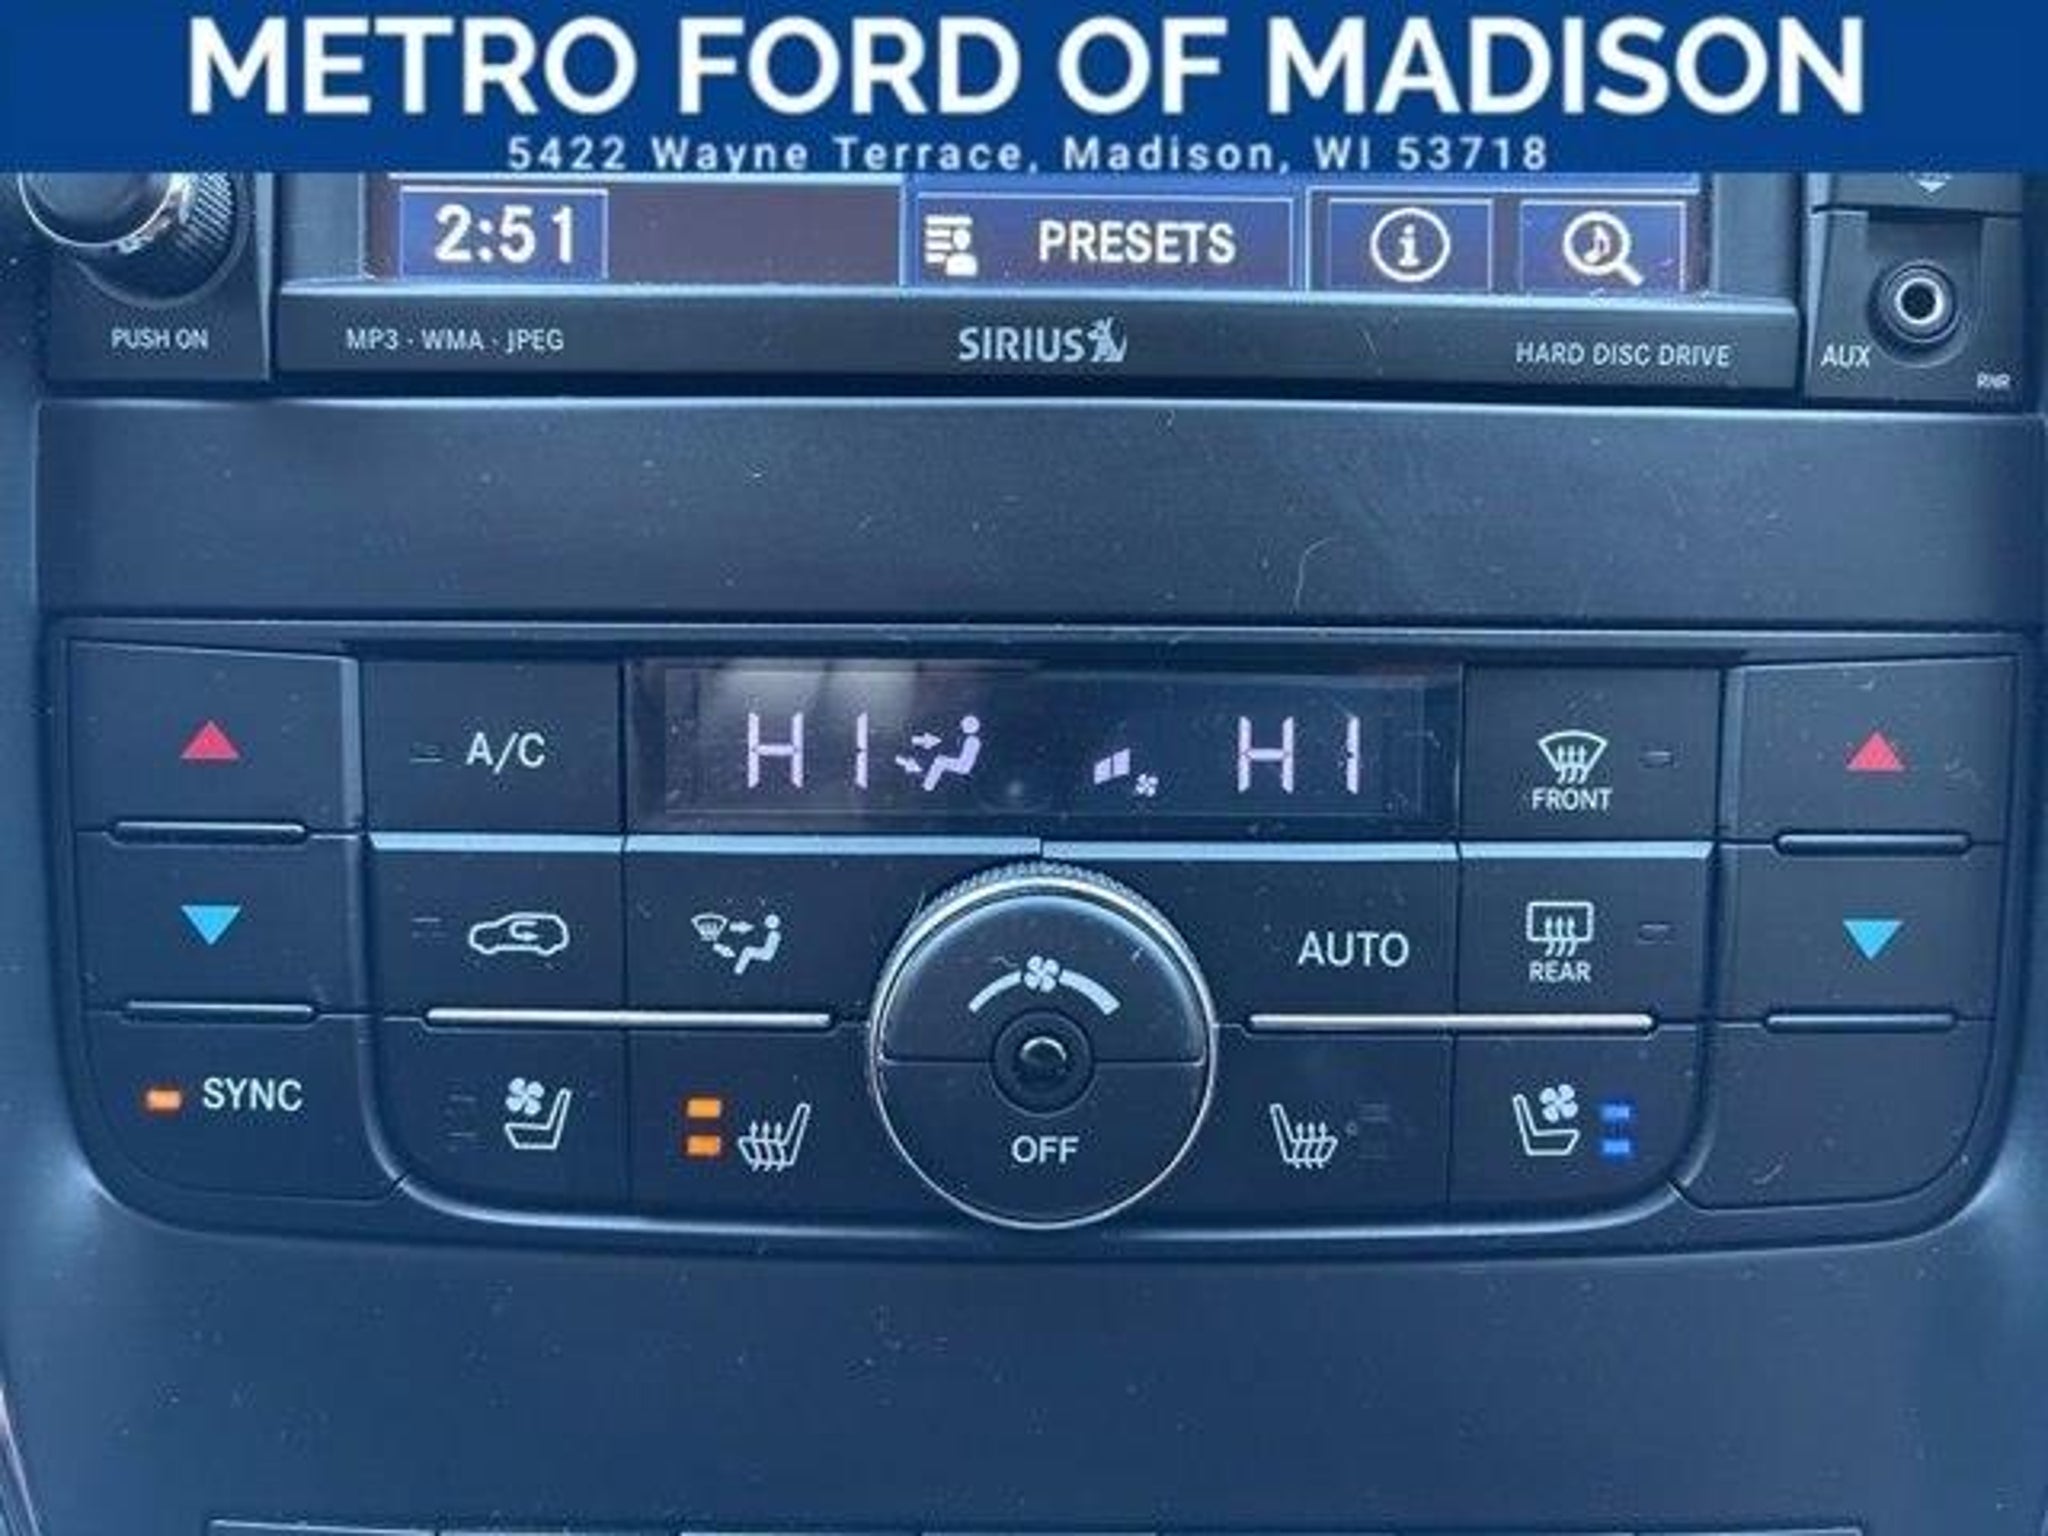 METRO FORD OF MADISON
5422 Wayne Terrace, Madison, WI 53718
2:51
PRESETS
PUSH ON
MP3 · WMA · JPEG
SIRIUS
HARD DISC DRIVE
AUX
RNR
A/C
HI
HI
FRONT
AUTO
REAR
SYNC
OFF